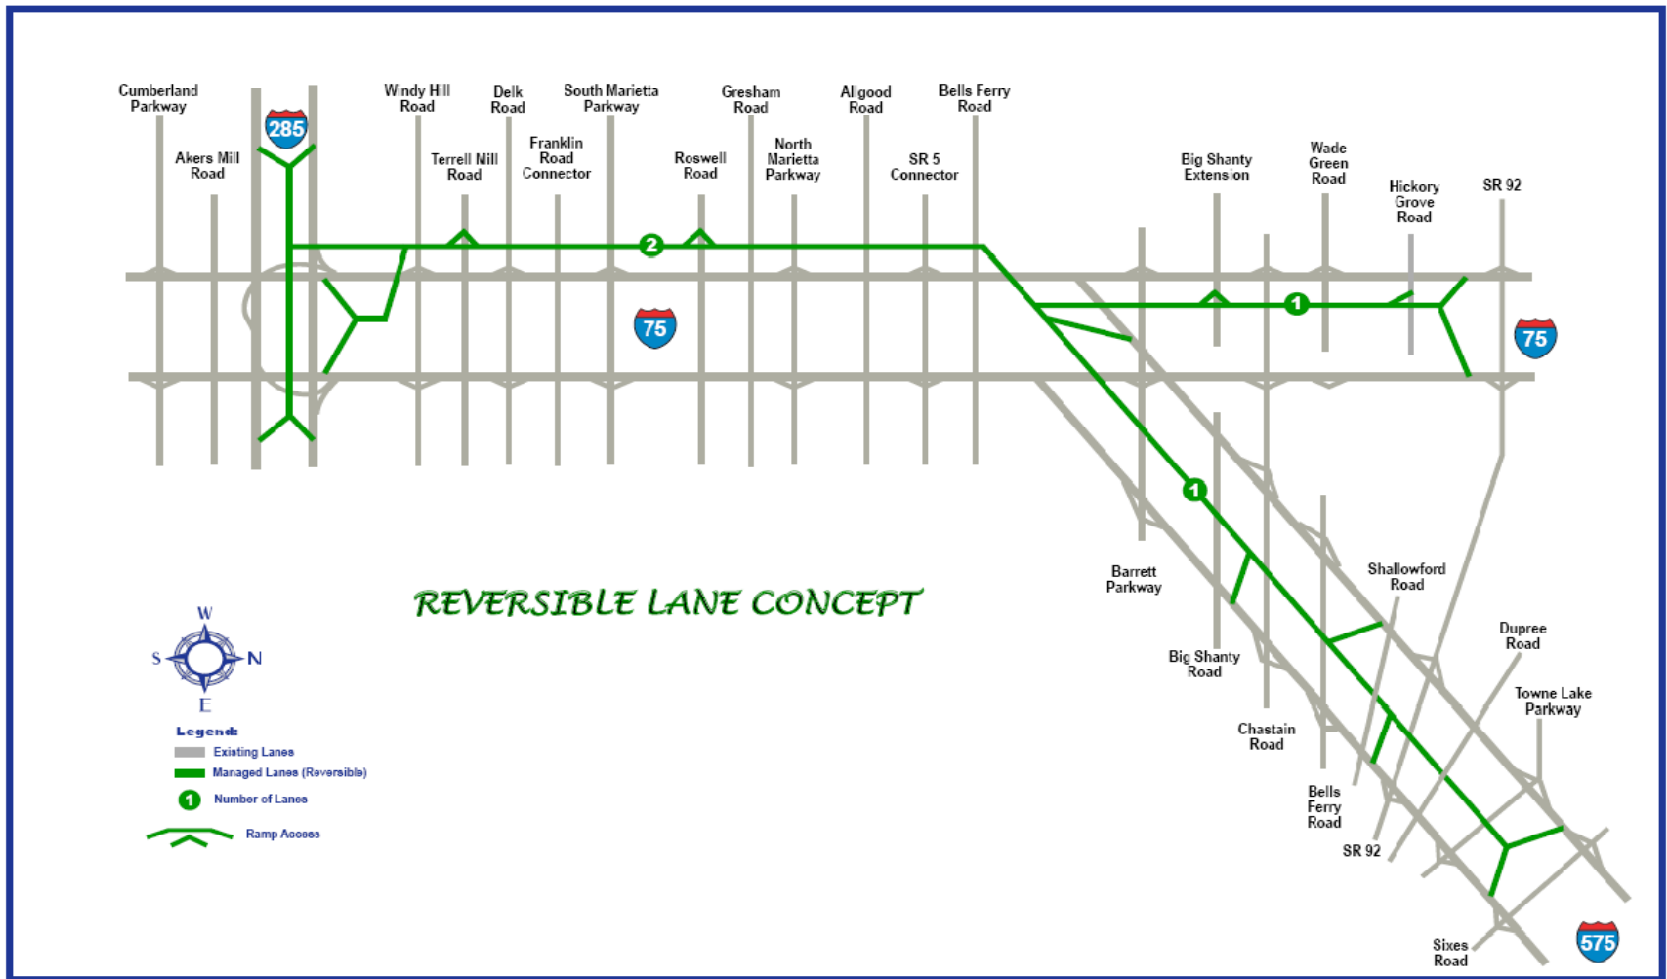 Cumberland
Parkway
Akers Mill
Road
285
Windy Hill
Road
Terrell Nill
Road
Delk
Road
Franklin
Road
Connector
South Marietta
Parkway
Roswell
Road
Gresham
Road
North
Marietta
Parkway
Allgood
Road
SR 5
Connector
Bells Ferry
Road
Big Shanty
Extension
Wade
Green
Road
Hickory
Grove
Road
SR 92
2
1
75
75
1
Barrett
Parkway
Big Shanty
Road
Chastain
Road
Bells
Ferry
Road
SR 92
Shallowford
Road
Dupree
Road
Towne Lake
Parkway
Sixes
Road
575
REVERSIBLE LANE CONCEPT
W
S
N
E
Legend:
Existing Lanes
Managed Lanes (Reversible)
1
Number of Lanes
Ramp Access